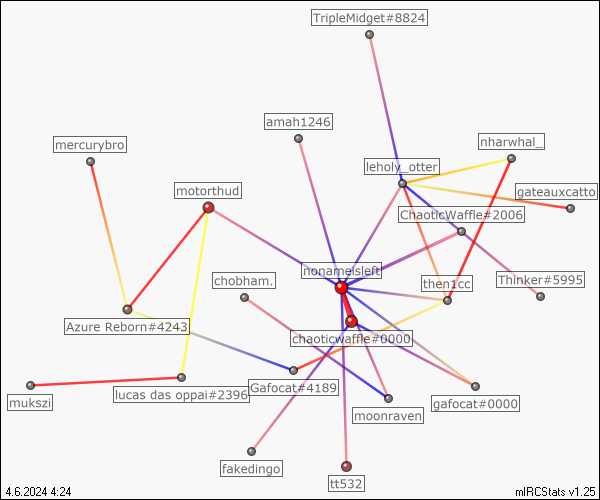 TripleMidget#8824
amah1246
nharwhal_
mercurybro
leholy_otter
motorthud
gateauxcatto
ChaoticWaffle#2006
nonameisleft
chobham.
then1cc
Thinker#5995
Azure Reborn#4243
chaoticwaffle#0000
Gafocat#4189
lucas das oppai#2396
mukszi
moonraven
gafocat#0000
fakedingo
tt532
4.6.2024 4:24
mIRCStats v1.25